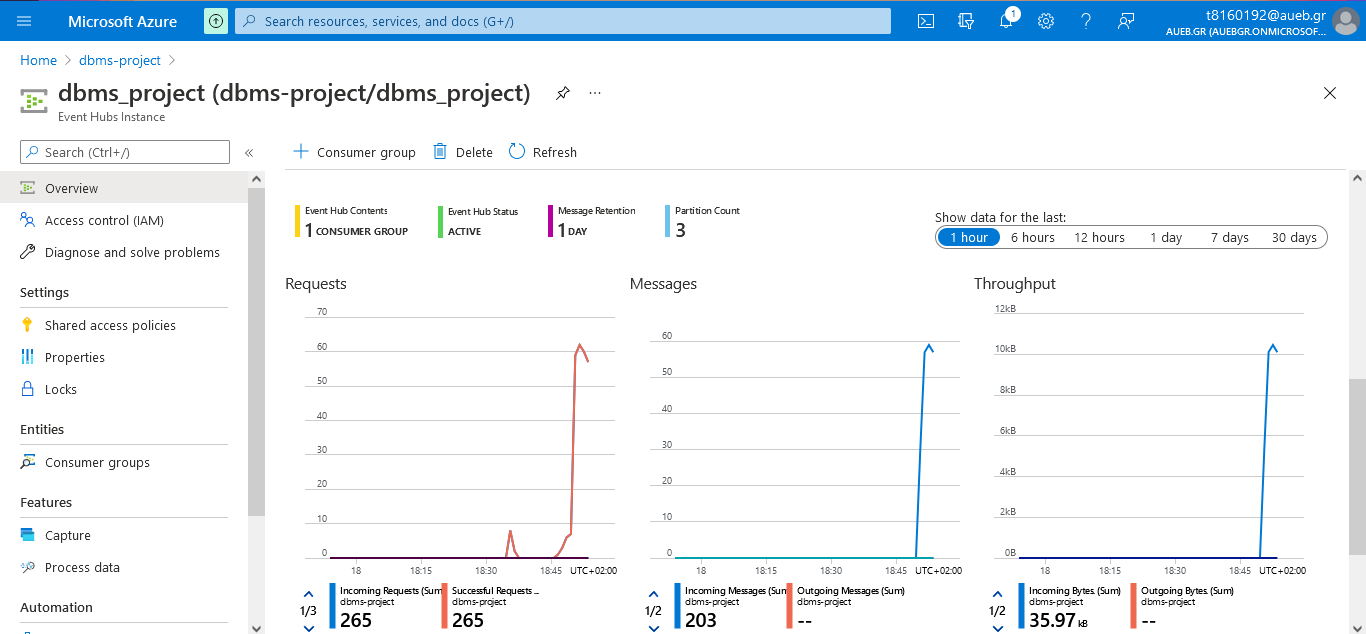 Microsoft Azure
Search resources, services, and docs (G+/)
1
t8160192@aueb.gr
AUEB.GR (AUEBGR.ONMICROSOF...
Home > dbms-project >
dbms_project (dbms-project/dbms_project)
...
Event Hubs Instance
Search (Ctrl+/)
«
Consumer group
Delete
Refresh
Overview
Access control (IAM)
Diagnose and solve problems
Settings
Shared access policies
Properties
Locks
Entities
Consumer groups
Features
Capture
Process data
Automation
Event Hub Contents
1 CONSUMER GROUP
Event Hub Status
ACTIVE
Message Retention
1 DAY
Partition Count
3
Show data for the last:
1 hour 6 hours 12 hours 1 day 7 days 30 days
Requests
70
60
50
40
30
20
10
0
18 18:15 18:30 18:45 UTC+02:00
1/3
Incoming Requests (Sum)
dbms-project
265
Successful Requests ...
dbms-project
265
Messages
60
50
40
30
20
10
0
18 18:15 18:30 18:45 UTC+02:00
1/2
Incoming Messages (Sum
dbms-project
203
Outgoing Messages (Sum)
dbms-project
--
Throughput
12kB
10kB
8kB
6kB
4kB
2kB
0B
18 18:15 18:30 18:45 UTC+02:00
1/2
Incoming Bytes. (Sum)
dbms-project
35.97 kB
Outgoing Bytes. (Sum)
dbms-project
--